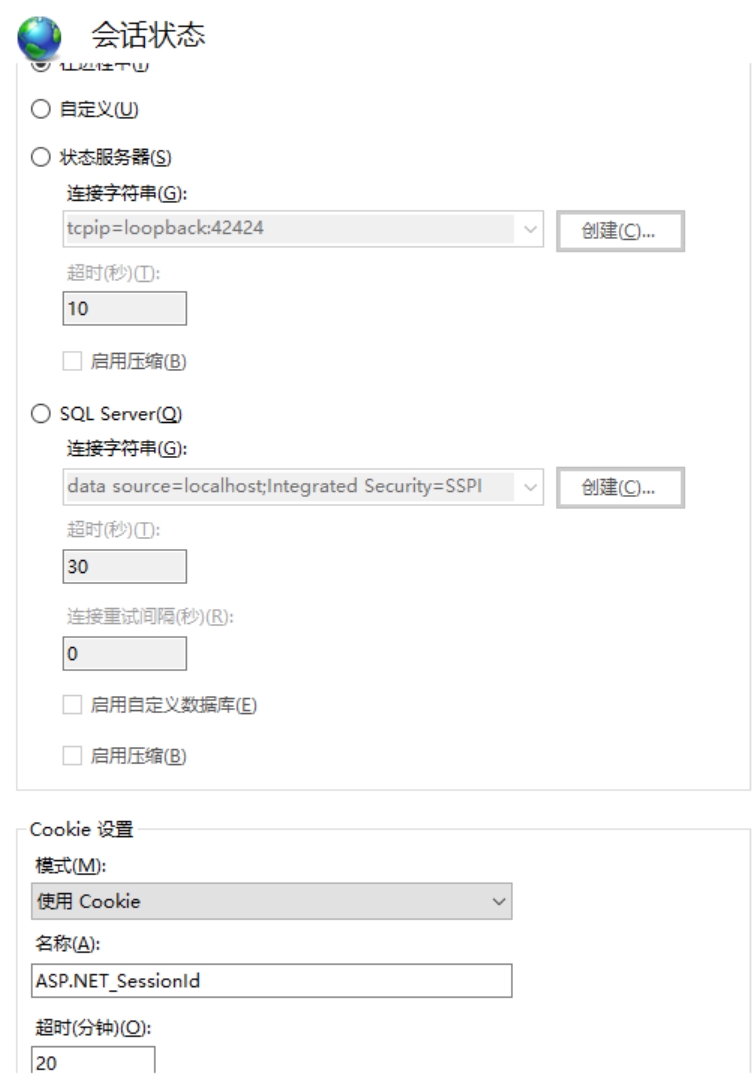 会话状态
在进程中(I)
自定义(U)
状态服务器(S)
连接字符串(G):
tcpip=loopback:42424
创建(C)...
超时(秒)(T):
10
启用压缩(B)
SQL Server(Q)
连接字符串(G):
data source=localhost;Integrated Security=SSPI
创建(C)...
超时(秒)(T):
30
连接重试间隔(秒)(R):
0
启用自定义数据库(E)
启用压缩(B)
Cookie 设置
模式(M):
使用 Cookie
名称(A):
ASP.NET_SessionId
超时(分钟)(O):
20